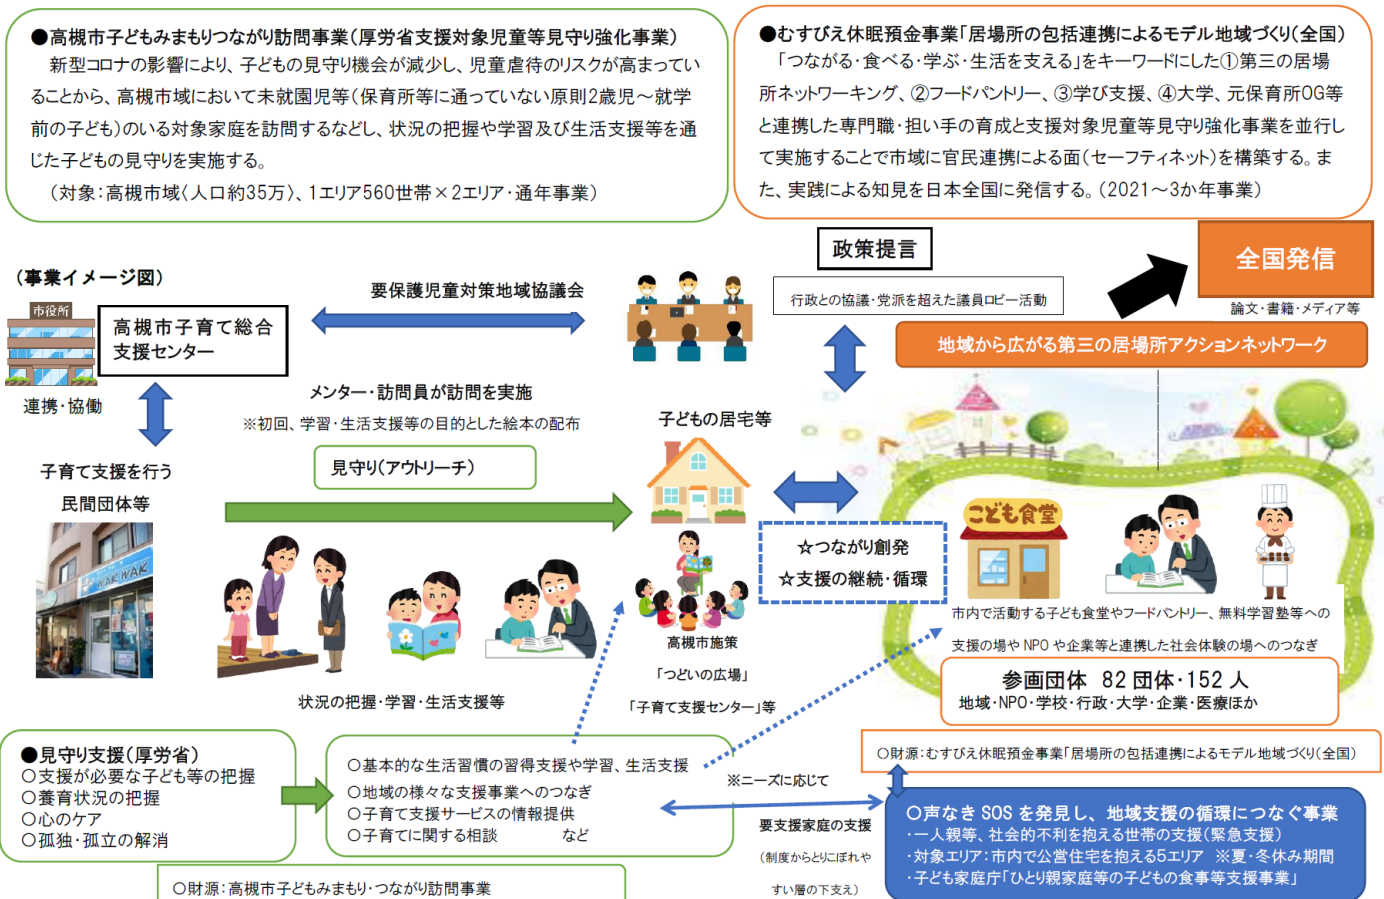 ●高槻市子どもみまもりつながり訪問事業(厚労省支援対象児童等見守り強化事業)
新型コロナの影響により、子どもの見守り機会が減少し、児童虐待のリスクが高まってい
ることから、高槻市域において未就園児等(保育所等に通っていない原則2歳児～就学
前の子ども)のいる対象家庭を訪問するなどし、状況の把握や学習及び生活支援等を通
じた子どもの見守りを実施する。
(対象:高槻市域〈人口約35万〉、1エリア560世帯×2エリア・通年事業)
●むすびえ休眠預金事業「居場所の包括連携によるモデル地域づくり(全国)
「つながる・食べる・学ぶ・生活を支える」をキーワードにした①第三の居場
所ネットワーキング、②フードパントリー、③学び支援、④大学、元保育所OG等
と連携した専門職・担い手の育成と支援対象児童等見守り強化事業を並行し
て実施することで市域に官民連携による面(セーフティネット)を構築する。ま
た、実践による知見を日本全国に発信する。(2021～3か年事業)
(事業イメージ図)
市役所
高槻市子育て総合
支援センター
連携・協働
要保護児童対策地域協議会
政策提言
行政との協議・党派を超えた議員ロビー活動
全国発信
論文・書籍・メディア等
地域から広がる第三の居場所アクションネットワーク
メンター・訪問員が訪問を実施
※初回、学習・生活支援等の目的とした絵本の配布
子育て支援を行う
民間団体等
見守り(アウトリーチ)
子どもの居宅等
WAK WAK
☆つながり創発
☆支援の継続・循環
こども食堂
状況の把握・学習・生活支援等
高槻市施策
「つどいの広場」
「子育て支援センター」等
市内で活動する子ども食堂やフードパントリー、無料学習塾等への
支援の場や NPO や企業等と連携した社会体験の場へのつなぎ
参画団体 82 団体・152 人
地域・NPO・学校・行政・大学・企業・医療ほか
●見守り支援(厚労省)
○支援が必要な子ども等の把握
○養育状況の把握
○心のケア
○孤独・孤立の解消
○基本的な生活習慣の習得支援や学習、生活支援
○地域の様々な支援事業へのつなぎ
○子育て支援サービスの情報提供
○子育てに関する相談 など
※ニーズに応じて
要支援家庭の支援
(制度からとりこぼれや
すい層の下支え)
○財源:むすびえ休眠預金事業「居場所の包括連携によるモデル地域づくり(全国)
○声なき SOS を発見し、地域支援の循環につなぐ事業
・一人親等、社会的不利を抱える世帯の支援(緊急支援)
・対象エリア:市内で公営住宅を抱える5エリア ※夏・冬休み期間
・子ども家庭庁「ひとり親家庭等の子どもの食事等支援事業」
○財源:高槻市子どもみまもり・つながり訪問事業